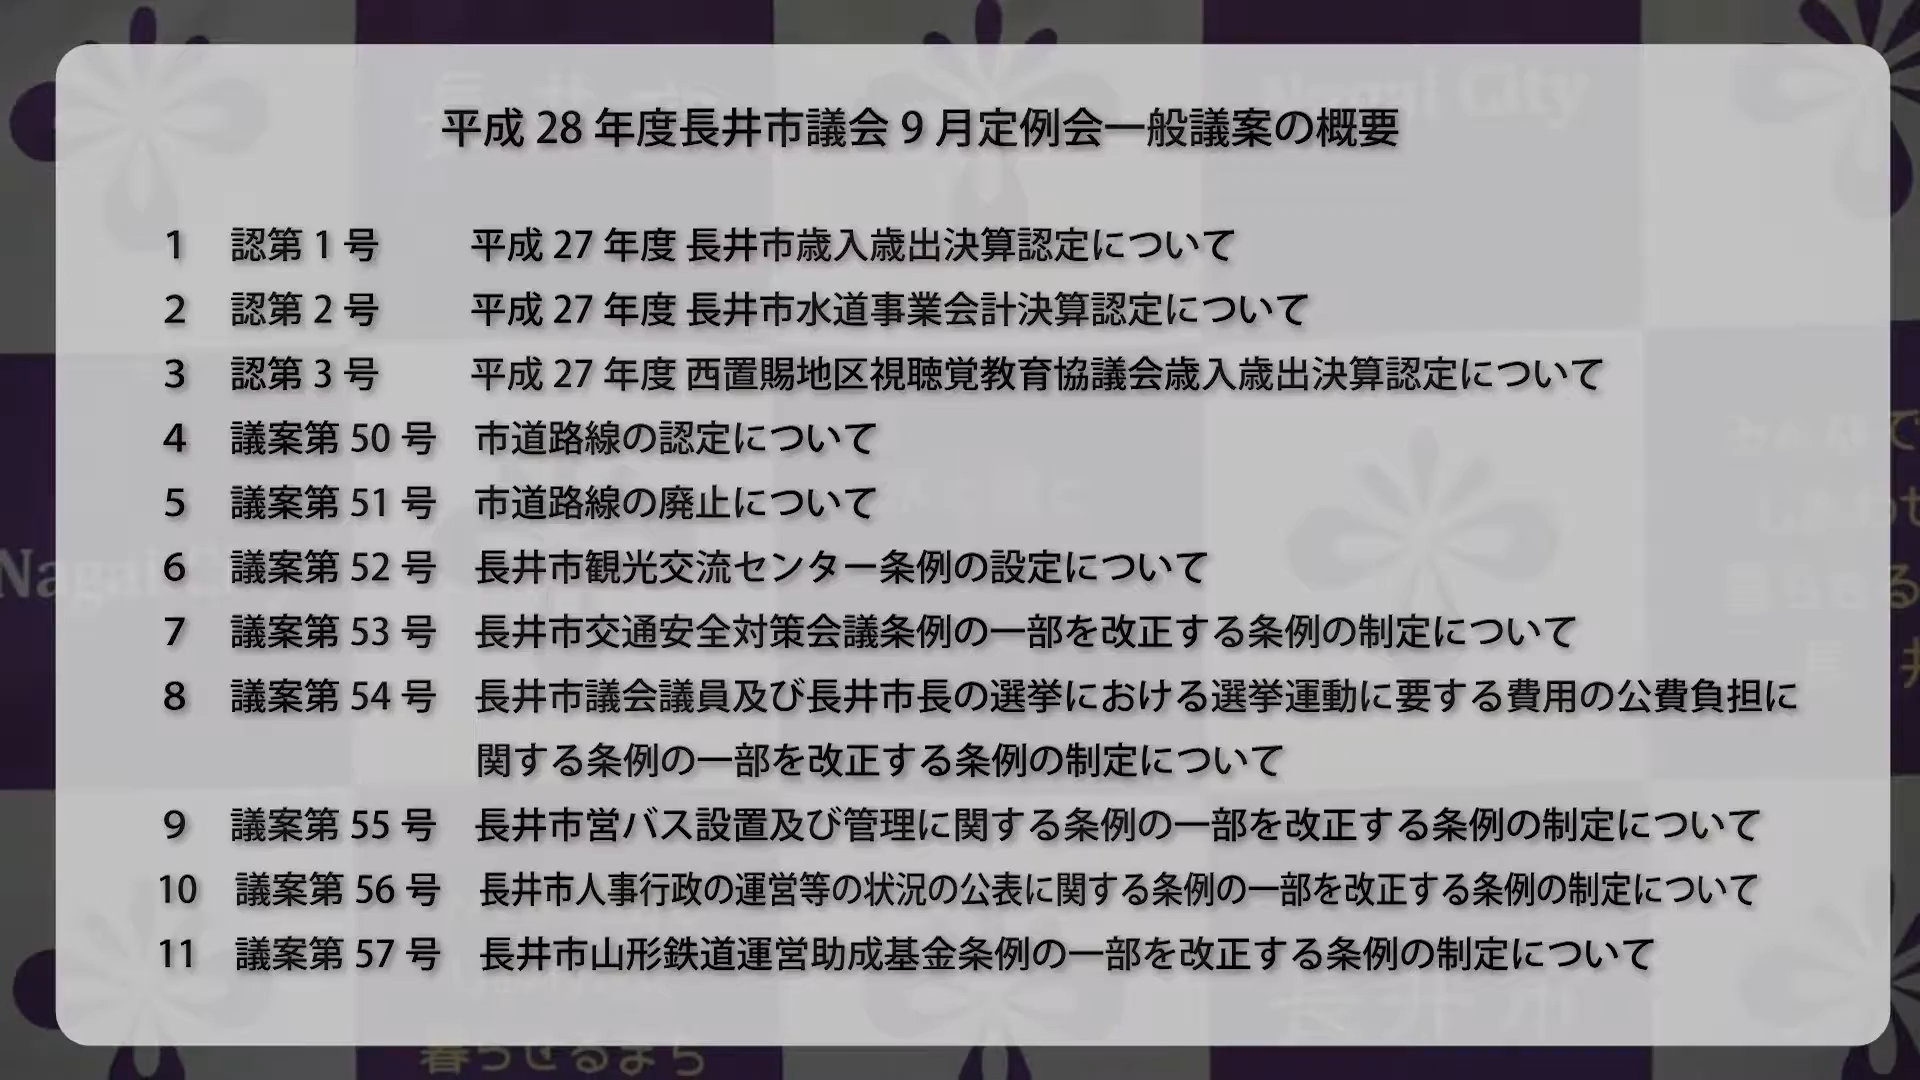 平成 28 年度長井市議会 9 月定例会一般議案の概要
1 認第 1 号 平成 27 年度 長井市歳入歳出決算認定について
2 認第 2 号 平成 27 年度 長井市水道事業会計決算認定について
3 認第 3 号 平成 27 年度 西置賜地区視聴覚教育協議会歳入歳出決算認定について
4 議案第 50 号 市道路線の認定について
5 議案第 51 号 市道路線の廃止について
6 議案第 52 号 長井市観光交流センター条例の設定について
7 議案第 53 号 長井市交通安全対策会議条例の一部を改正する条例の制定について
8 議案第 54 号 長井市議会議員及び長井市長の選挙における選挙運動に要する費用の公費負担に
関する条例の一部を改正する条例の制定について
9 議案第 55 号 長井市営バス設置及び管理に関する条例の一部を改正する条例の制定について
10 議案第 56 号 長井市人事行政の運営等の状況の公表に関する条例の一部を改正する条例の制定について
11 議案第 57 号 長井市山形鉄道運営助成基金条例の一部を改正する条例の制定について
Nagai City
Nagai C
長井市
暮らせるまち